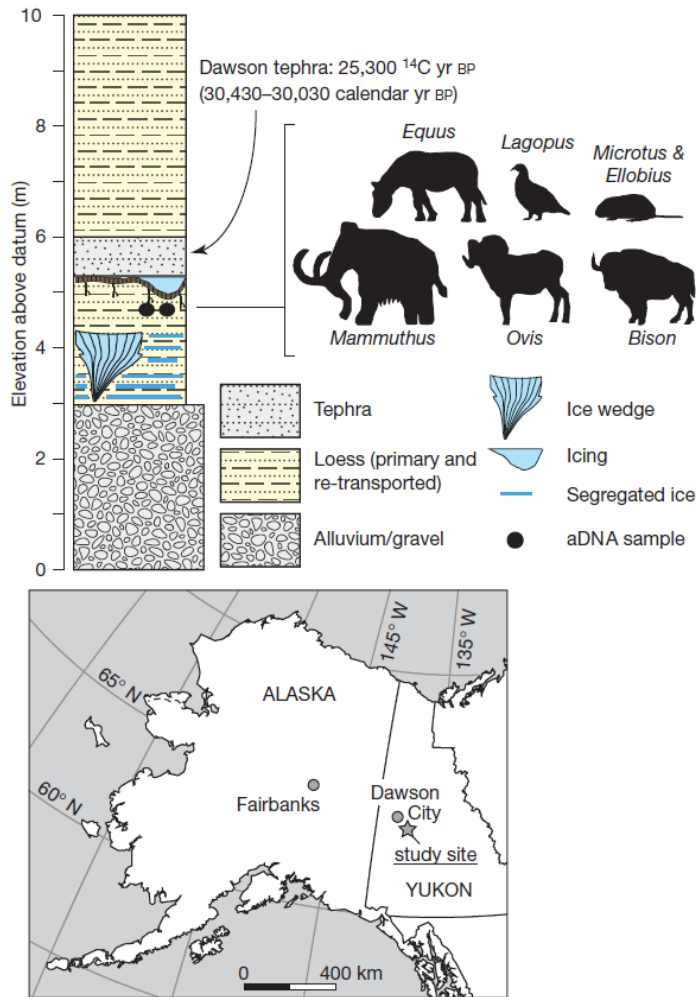 10
8
6
4
2
0
Elevation above datum (m)
Dawson tephra: 25,300 ¹⁴C yr BP
(30,430–30,030 calendar yr BP)
Equus
Lagopus
Microtus &
Ellobius
Mammuthus
Ovis
Bison
Tephra
Loess (primary and
re-transported)
Alluvium/gravel
Ice wedge
Icing
Segregated ice
aDNA sample
145° W
135° W
65° N
60° N
ALASKA
Fairbanks
Dawson
City
study site
YUKON
0
400 km